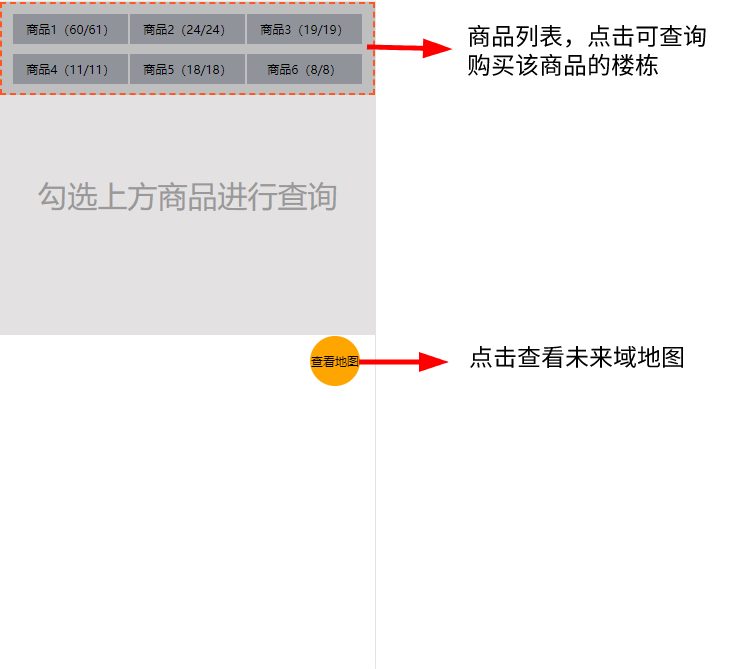 商品1（60/61） 商品2（24/24） 商品3（19/19）
商品4（11/11） 商品5（18/18） 商品6（8/8）
商品列表，点击可查询
购买该商品的楼栋
勾选上方商品进行查询
查看地图
点击查看未来域地图